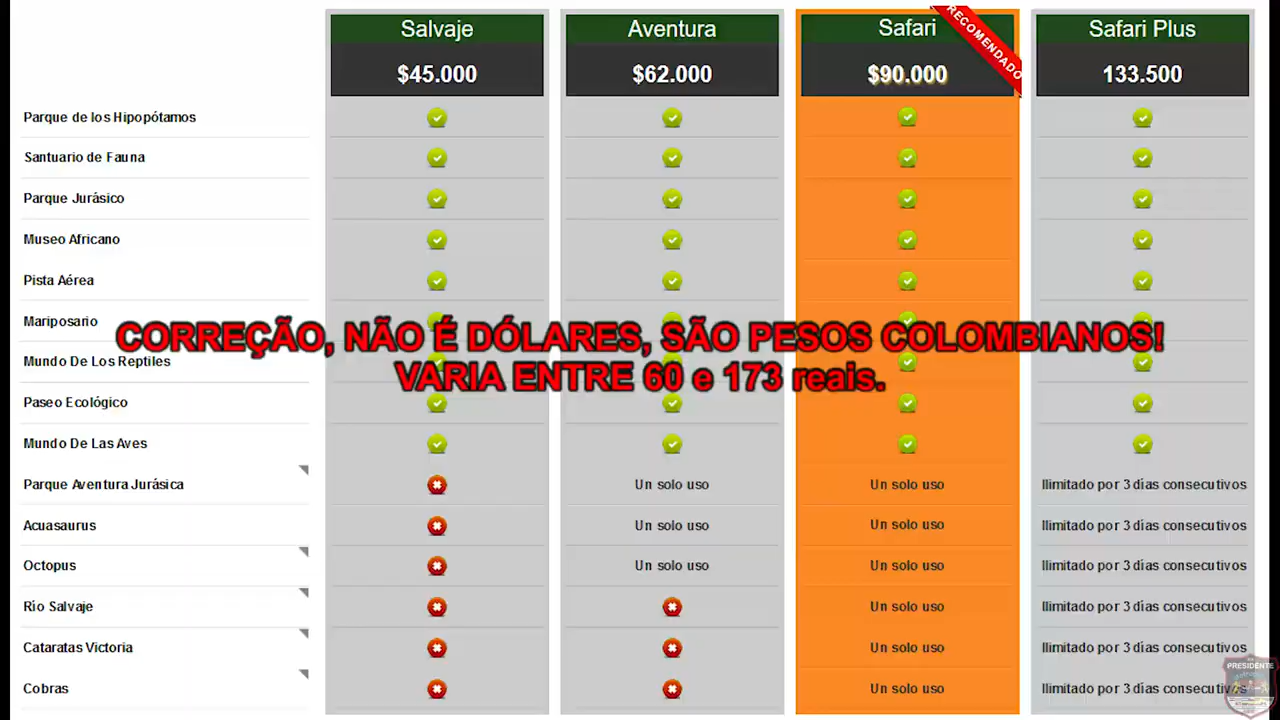 Salvaje Aventura Safari Safari Plus
RECOMENDADO
$45.000 $62.000 $90.000 133.500
Parque de los Hipopótamos
Santuario de Fauna
Parque Jurásico
Museo Africano
Pista Aérea
Mariposario
CORREÇÃO, NÃO É DÓLARES, SÃO PESOS COLOMBIANOS!
Mundo De Los Reptiles
VARIA ENTRE 60 e 173 reais.
Paseo Ecológico
Mundo De Las Aves
Parque Aventura Jurásica Un solo uso Un solo uso Ilimitado por 3 días consecutivos
Acuasaurus Un solo uso Un solo uso Ilimitado por 3 días consecutivos
Octopus Un solo uso Un solo uso Ilimitado por 3 días consecutivos
Río Salvaje Un solo uso Ilimitado por 3 días consecutivos
Cataratas Victoria Un solo uso Ilimitado por 3 días consecutivos
PRESIDENTE
Cobras Un solo uso Ilimitado por 3 días consecutivos